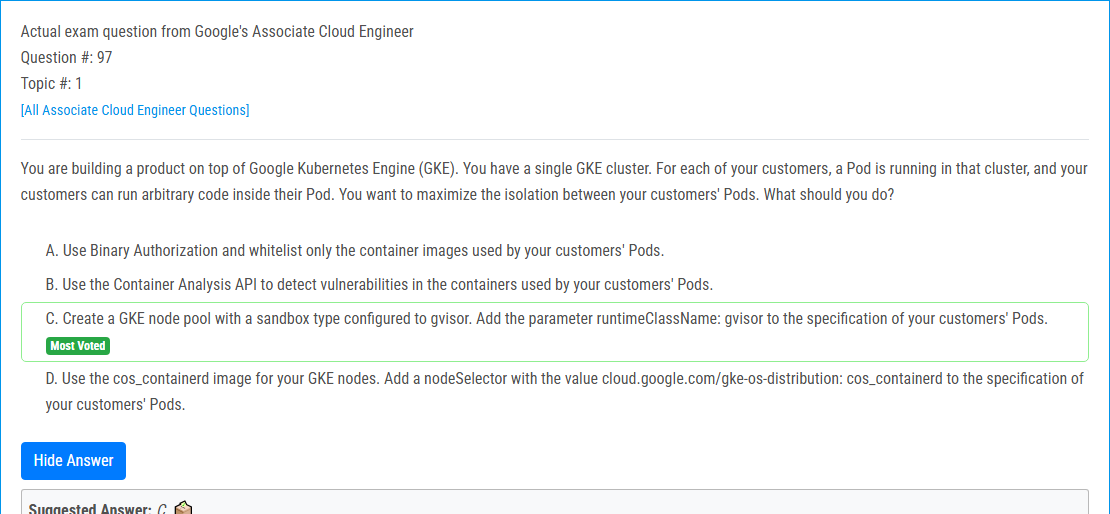 Actual exam question from Google's Associate Cloud Engineer
Question #: 97
Topic #: 1
[All Associate Cloud Engineer Questions]
You are building a product on top of Google Kubernetes Engine (GKE). You have a single GKE cluster. For each of your customers, a Pod is running in that cluster, and your
customers can run arbitrary code inside their Pod. You want to maximize the isolation between your customers' Pods. What should you do?
A. Use Binary Authorization and whitelist only the container images used by your customers' Pods.
B. Use the Container Analysis API to detect vulnerabilities in the containers used by your customers' Pods.
C. Create a GKE node pool with a sandbox type configured to gvisor. Add the parameter runtimeClassName: gvisor to the specification of your customers' Pods.
Most Voted
D. Use the cos_containerd image for your GKE nodes. Add a nodeSelector with the value cloud.google.com/gke-os-distribution: cos_containerd to the specification of
your customers' Pods.
Hide Answer
Suggested Answer: C